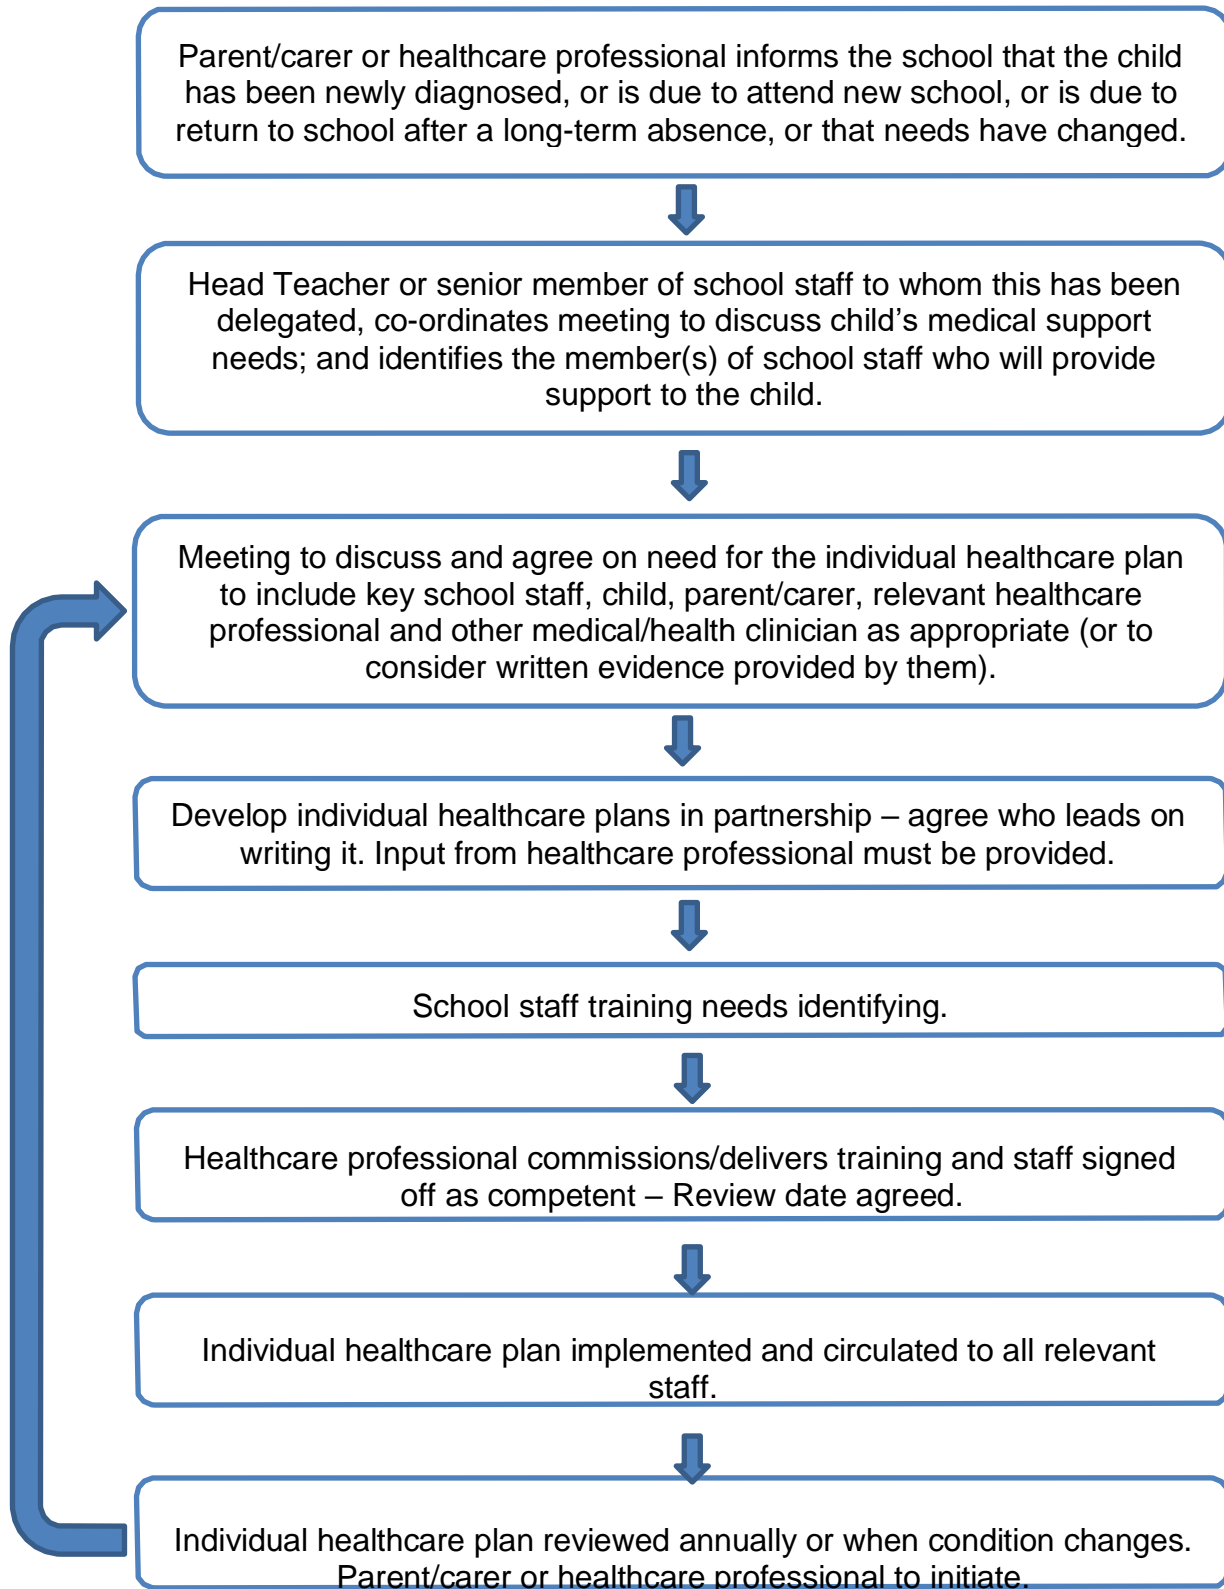 Parent/carer or healthcare professional informs the school that the child
has been newly diagnosed, or is due to attend new school, or is due to
return to school after a long-term absence, or that needs have changed.
Head Teacher or senior member of school staff to whom this has been
delegated, co-ordinates meeting to discuss child’s medical support
needs; and identifies the member(s) of school staff who will provide
support to the child.
Meeting to discuss and agree on need for the individual healthcare plan
to include key school staff, child, parent/carer, relevant healthcare
professional and other medical/health clinician as appropriate (or to
consider written evidence provided by them).
Develop individual healthcare plans in partnership – agree who leads on
writing it. Input from healthcare professional must be provided.
School staff training needs identifying.
Healthcare professional commissions/delivers training and staff signed
off as competent – Review date agreed.
Individual healthcare plan implemented and circulated to all relevant
staff.
Individual healthcare plan reviewed annually or when condition changes.
Parent/carer or healthcare professional to initiate.